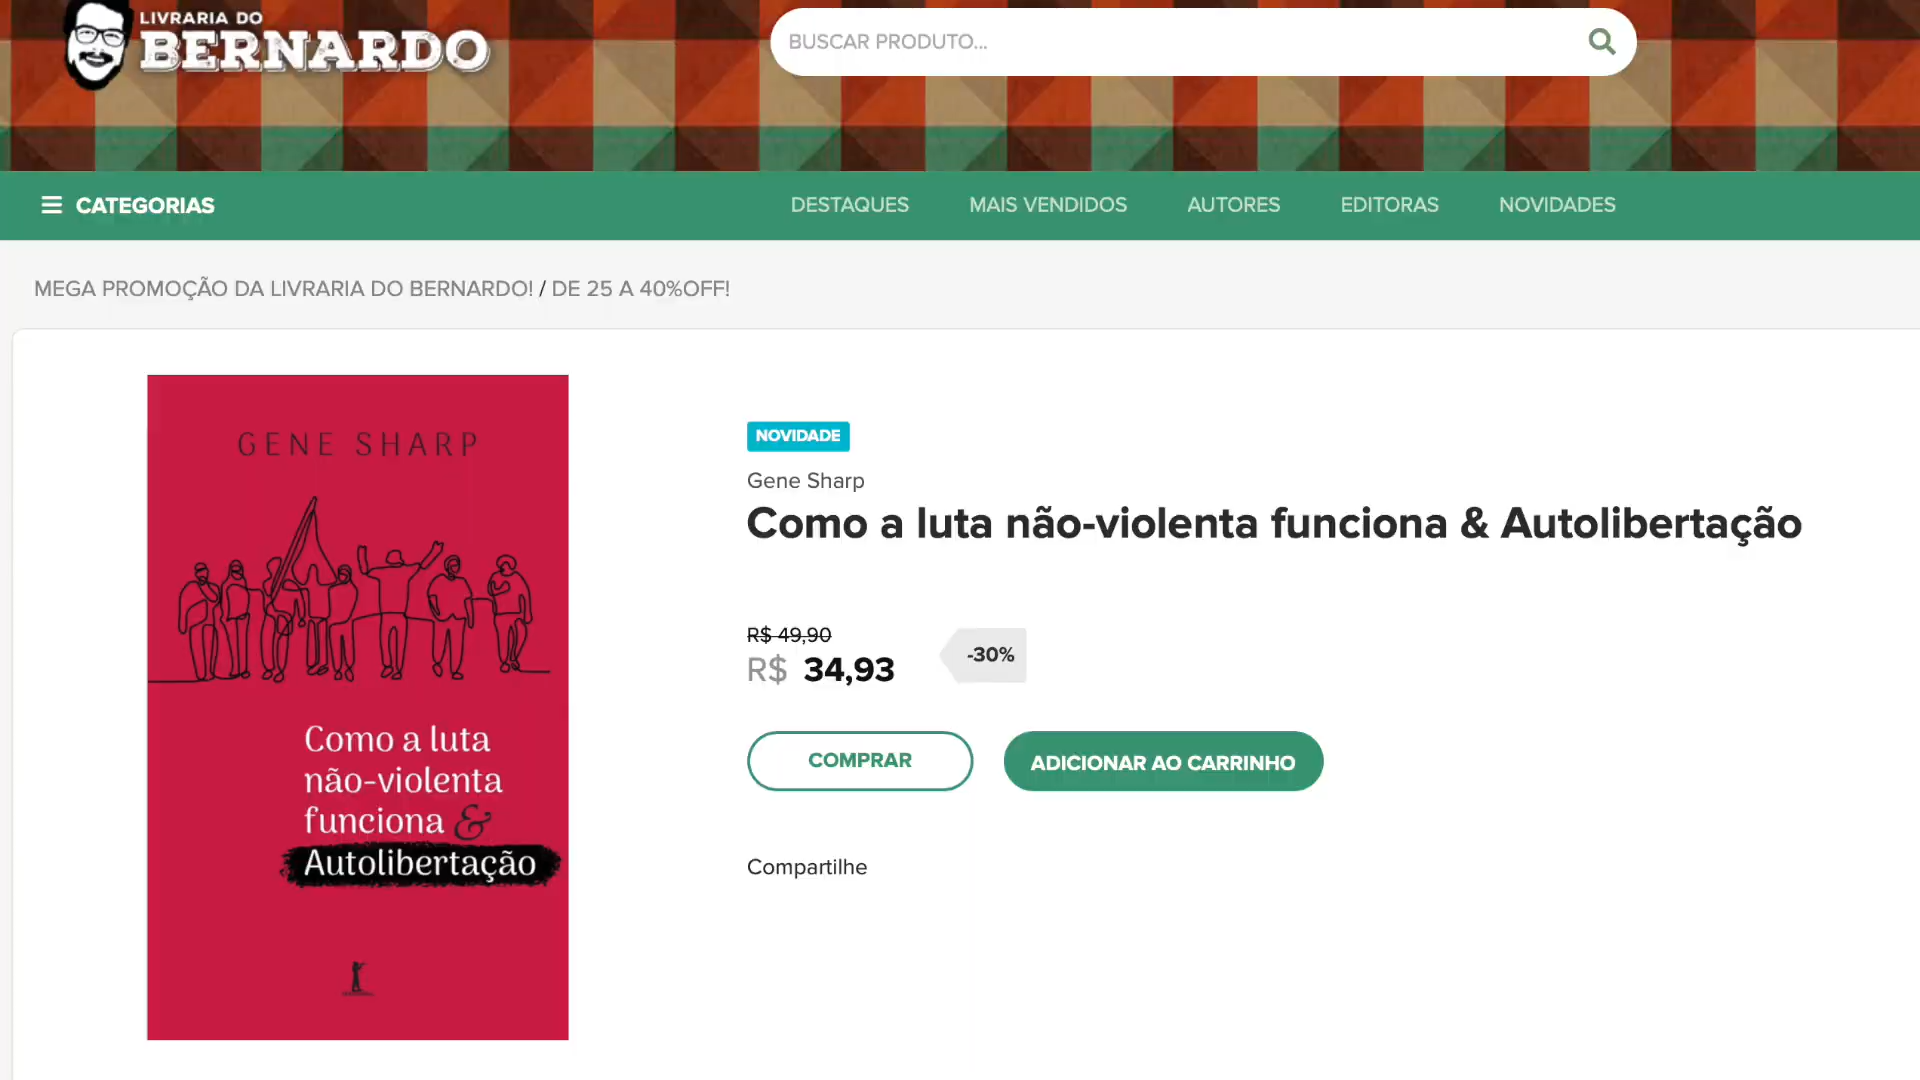 LIVRARIA DO
BERNARDO
BUSCAR PRODUTO...
CATEGORIAS
DESTAQUES
MAIS VENDIDOS
AUTORES
EDITORAS
NOVIDADES
MEGA PROMOÇÃO DA LIVRARIA DO BERNARDO! / DE 25 A 40%OFF!
GENE SHARP
Como a luta
não-violenta
funciona &
Autolibertação
NOVIDADE
Gene Sharp
Como a luta não-violenta funciona & Autolibertação
R$ 49,90
R$ 34,93
-30%
COMPRAR
ADICIONAR AO CARRINHO
Compartilhe